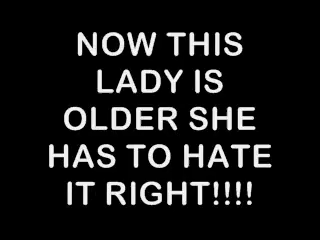 NOW THIS
LADY IS
OLDER SHE
HAS TO HATE
IT RIGHT!!!!